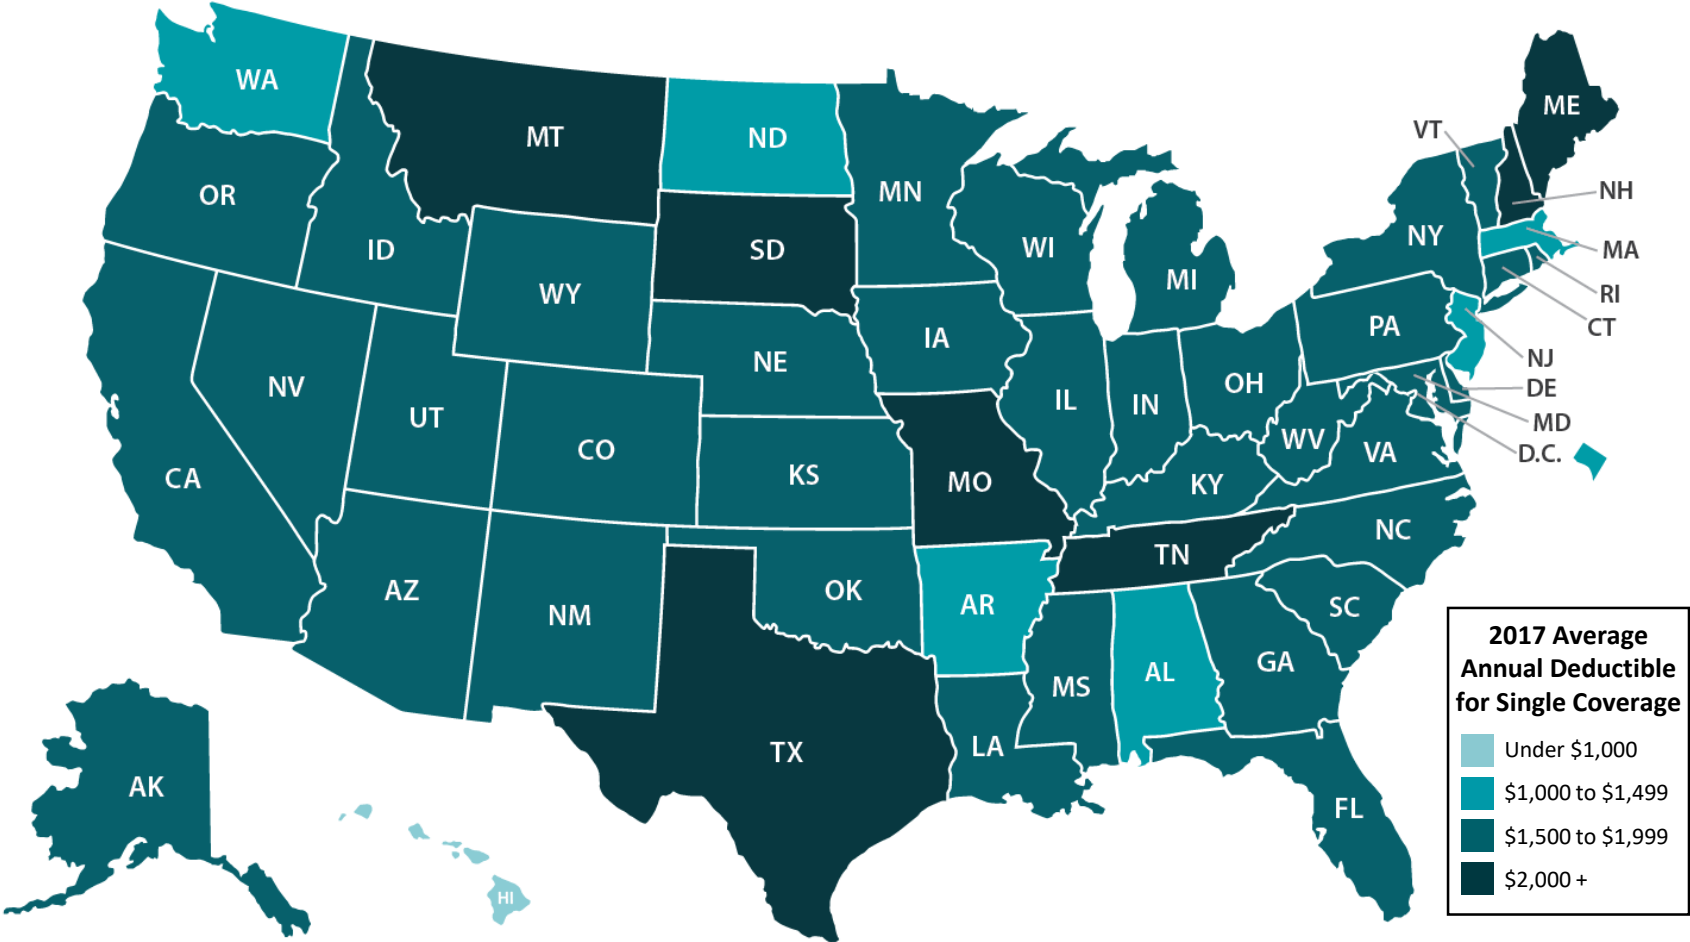 WA
MT
ND
MN
ME
VT
NH
OR
ID
SD
WI
NY
MA
MI
WY
RI
CT
IA
PA
NJ
NE
NV
UT
IL
IN
OH
DE
MD
CO
KS
WV
VA
D.C.
CA
MO
KY
NC
TN
AZ
NM
OK
AR
SC
MS
AL
GA
TX
LA
AK
FL
HI
2017 Average
Annual Deductible
for Single Coverage
Under $1,000
$1,000 to $1,499
$1,500 to $1,999
$2,000 +